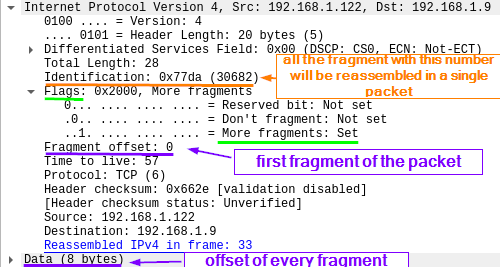 Internet Protocol Version 4, Src: 192.168.1.122, Dst: 192.168.1.9
0100 .... = Version: 4
.... 0101 = Header Length: 20 bytes (5)
Differentiated Services Field: 0x00 (DSCP: CS0, ECN: Not-ECT)
Total Length: 28
all the fragment with this number
Identification: 0x77da (30682)
will be reassembled in a single
packet
Flags: 0x2000, More fragments
0... .... .... .... = Reserved bit: Not set
.0.. .... .... .... = Don't fragment: Not set
..1. .... .... .... = More fragments: Set
Fragment offset: 0
first fragment of the packet
Time to live: 57
Protocol: TCP (6)
Header checksum: 0x662e [validation disabled]
[Header checksum status: Unverified]
Source: 192.168.1.122
Destination: 192.168.1.9
Reassembled IPv4 in frame: 33
Data (8 bytes)
offset of every fragment